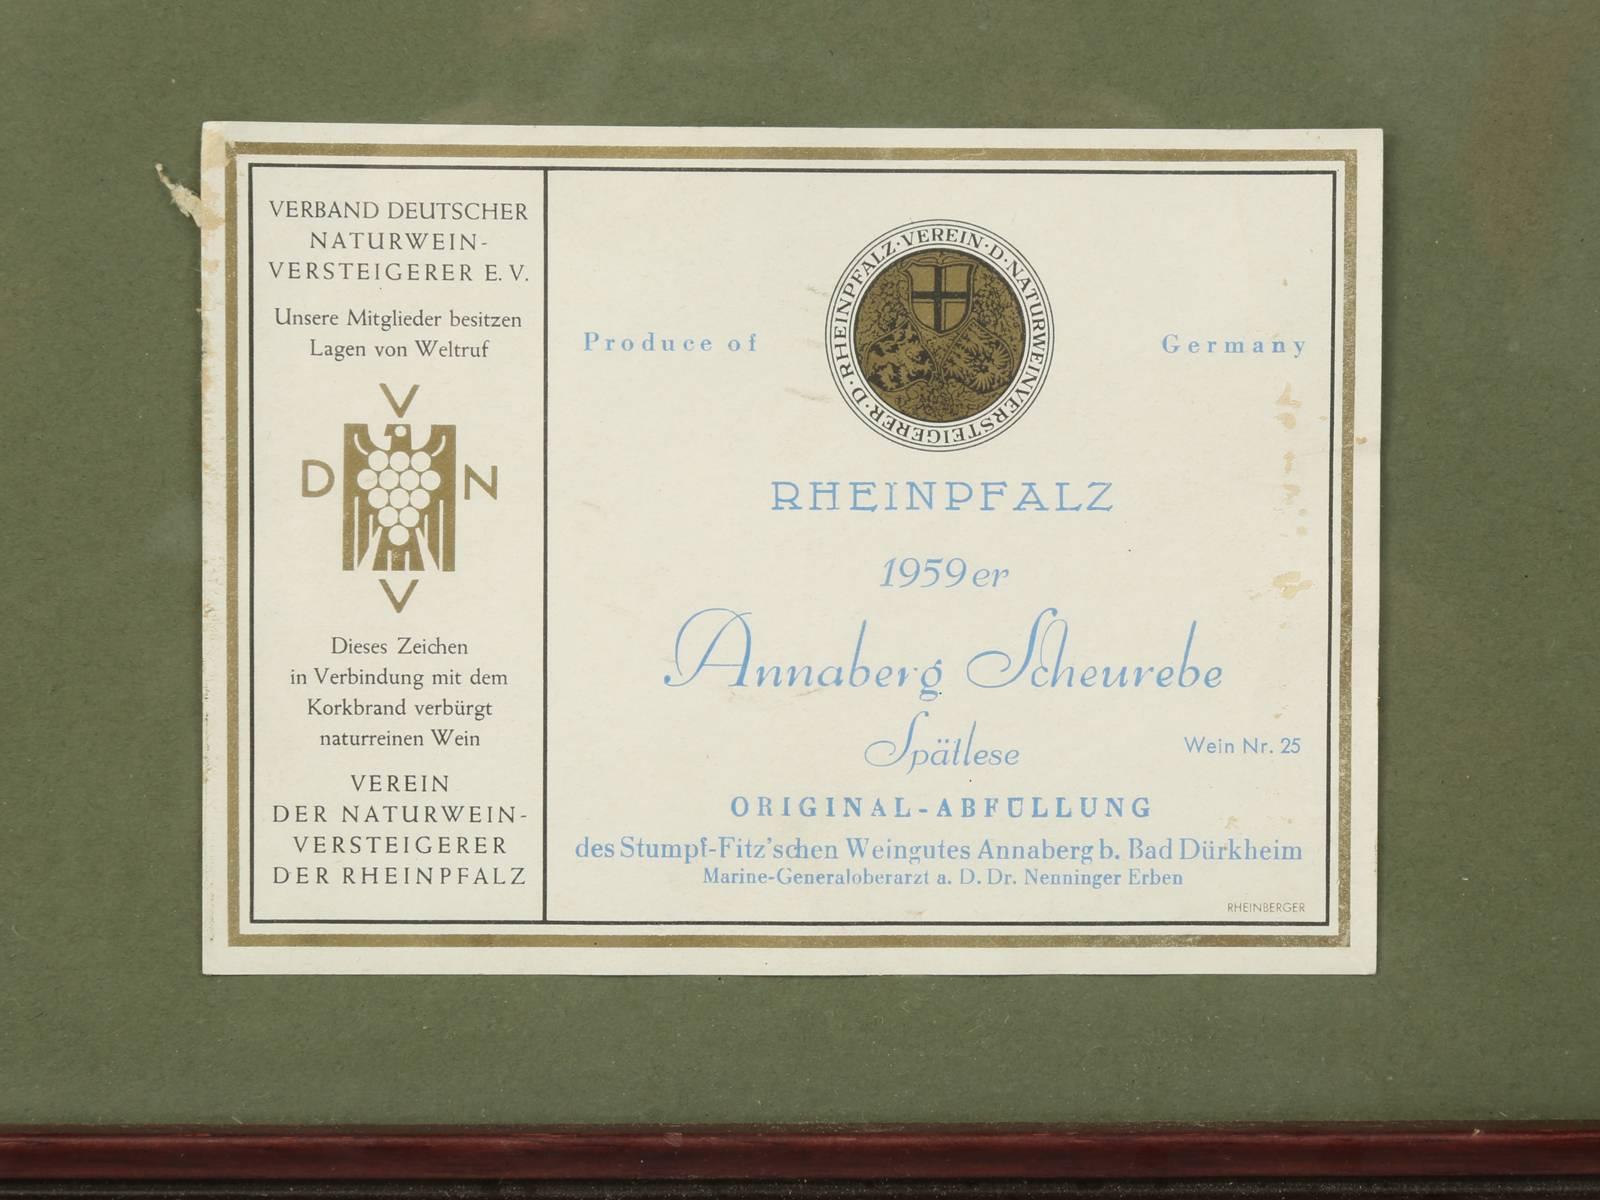 VERBAND DEUTSCHER
NATURWEIN-
VERSTEIGERER E. V.
Unsere Mitglieder besitzen
Lagen von Weltruf
V
D N
V
Dieses Zeichen
in Verbindung mit dem
Korkbrand verbürgt
naturreinen Wein
VEREIN
DER NATURWEIN-
VERSTEIGERER
DER RHEINPFALZ
VEREIN · D · NATURWEINVERSTEIGERER · D · RHEINPFALZ ·
Produce of Germany
RHEINPFALZ
1959er
Annaberg Scheurebe
Spätlese
Wein Nr. 25
ORIGINAL-ABFÜLLUNG
des Stumpf-Fitz'schen Weingutes Annaberg b. Bad Dürkheim
Marine-Generaloberarzt a. D. Dr. Nenninger Erben
RHEINBERGER